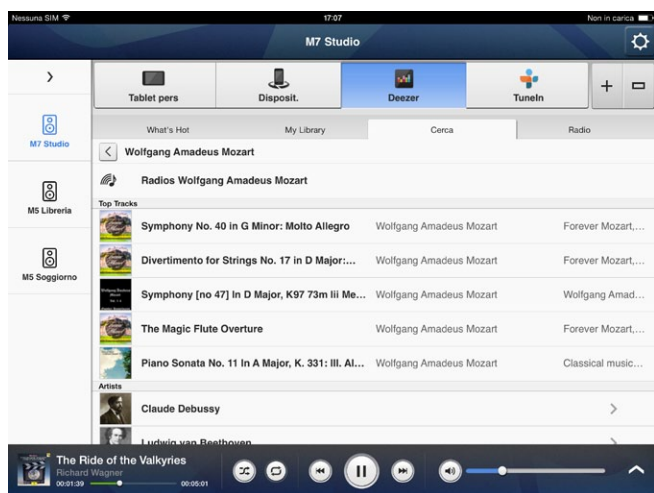 Nessuna SIM 17:07 Non in carica
M7 Studio
Tablet pers Disposit. Deezer TuneIn
What's Hot My Library Cerca Radio
M7 Studio
M5 Libreria
M5 Soggiorno
Wolfgang Amadeus Mozart
Radios Wolfgang Amadeus Mozart
Top Tracks
Symphony No. 40 in G Minor: Molto Allegro Wolfgang Amadeus Mozart Forever Mozart,...
Divertimento for Strings No. 17 in D Major:... Wolfgang Amadeus Mozart Forever Mozart,...
Symphony [no 47] In D Major, K97 73m Iii Me... Wolfgang Amadeus Mozart Wolfgang Amad...
The Magic Flute Overture Wolfgang Amadeus Mozart Forever Mozart,...
Piano Sonata No. 11 In A Major, K. 331: III. Al... Wolfgang Amadeus Mozart Classical music...
Artists
Claude Debussy
Ludwig van Beethoven
The Ride of the Valkyries
Richard Wagner
00:01:39 00:05:01